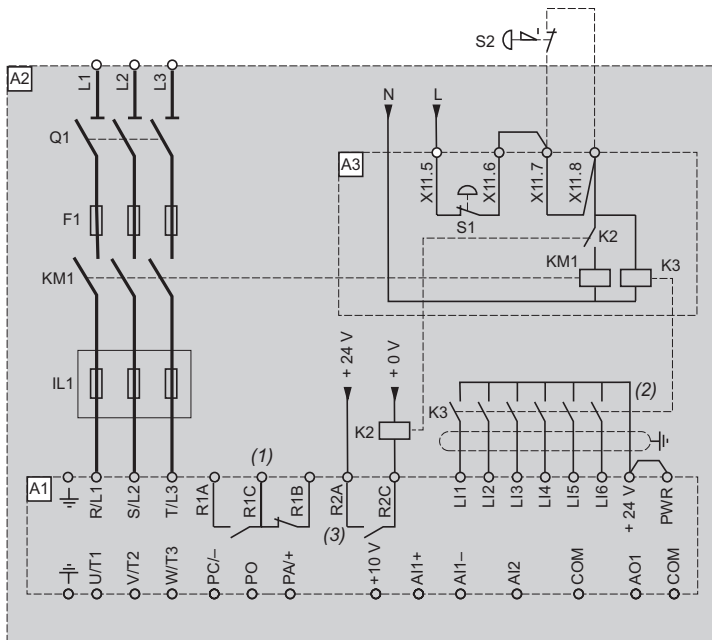 S2
A2
L1 L2 L3
N L
Q1
A3
X11.5 X11.6 X11.7 X11.8
S1
K2
F1
KM1 K3
KM1
+ 24 V + 0 V
IL1
(2)
K3
K2
(1)
A1
R/L1 S/L2 T/L3 R1A R1C R1B R2A R2C LI1 LI2 LI3 LI4 LI5 LI6 + 24 V PWR
(3)
U/T1 V/T2 W/T3 PC/– PO PA/+ +10 V AI1+ AI1– AI2 COM AO1 COM